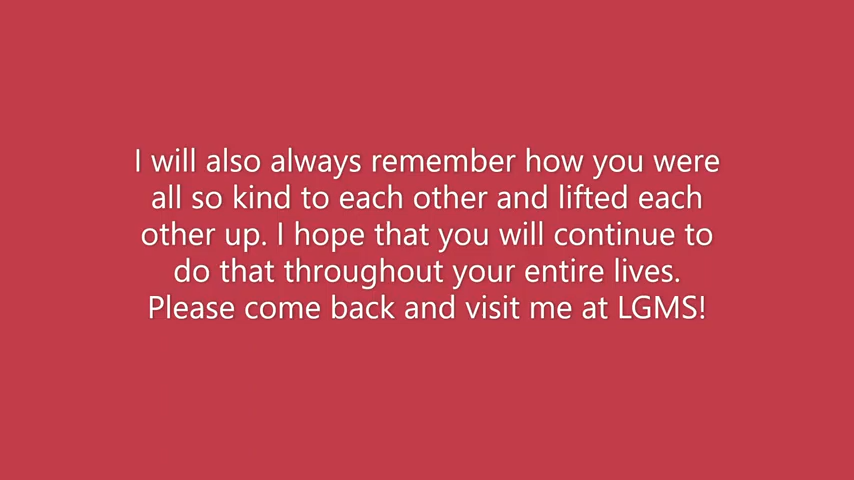 I will also always remember how you were
all so kind to each other and lifted each
other up. I hope that you will continue to
do that throughout your entire lives.
Please come back and visit me at LGMS!